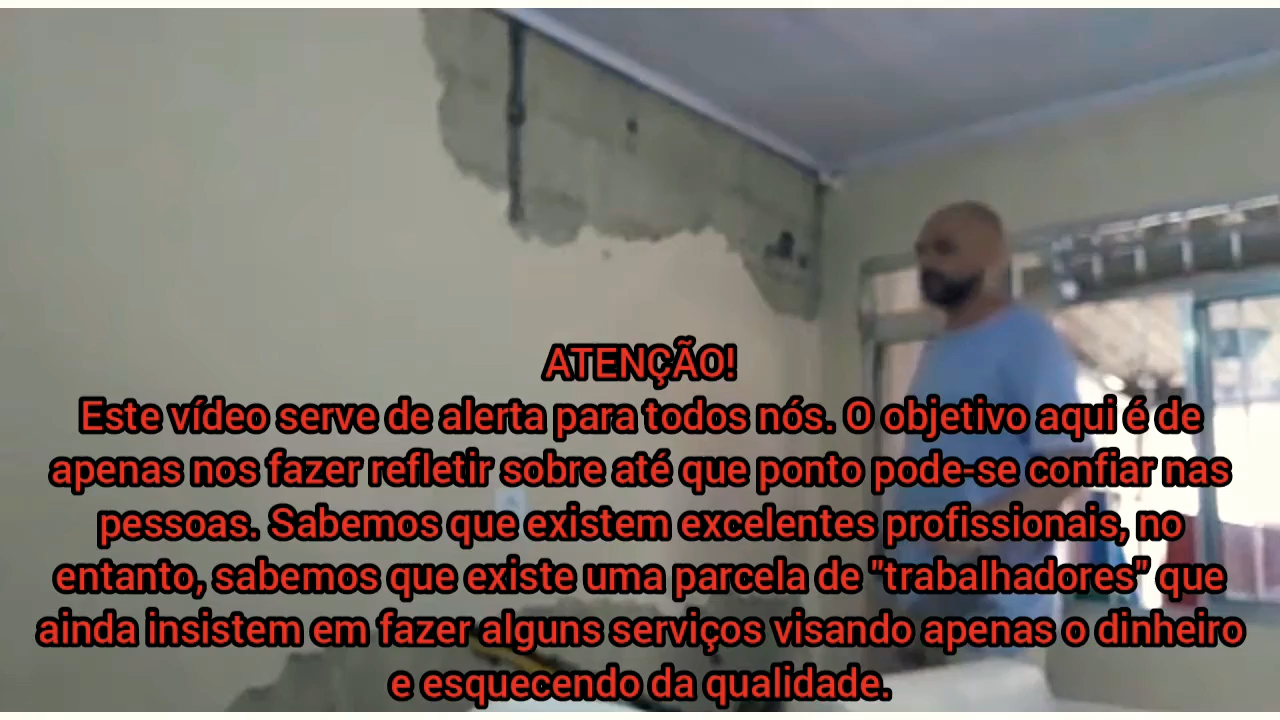 ATENÇÃO!
Este vídeo serve de alerta para todos nós. O objetivo aqui é de
apenas nos fazer refletir sobre até que ponto pode-se confiar nas
pessoas. Sabemos que existem excelentes profissionais, no
entanto, sabemos que existe uma parcela de "trabalhadores" que
ainda insistem em fazer alguns serviços visando apenas o dinheiro
e esquecendo da qualidade.